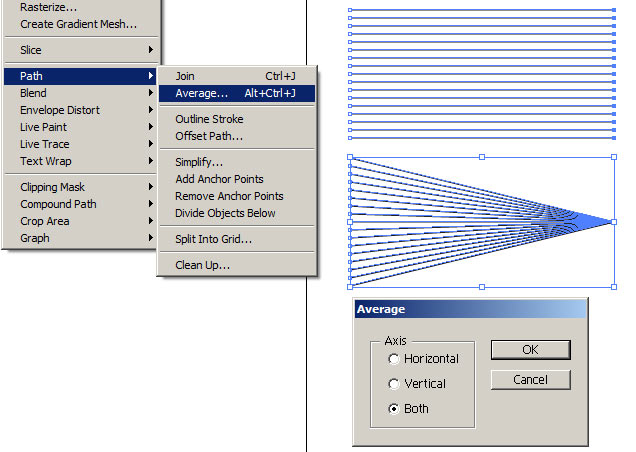 Rasterize...
Create Gradient Mesh...
Slice
Path
Blend
Envelope Distort
Live Paint
Live Trace
Text Wrap
Clipping Mask
Compound Path
Crop Area
Graph
Join Ctrl+J
Average... Alt+Ctrl+J
Outline Stroke
Offset Path...
Simplify...
Add Anchor Points
Remove Anchor Points
Divide Objects Below
Split Into Grid...
Clean Up...
Average
Axis
Horizontal
Vertical
Both
OK
Cancel